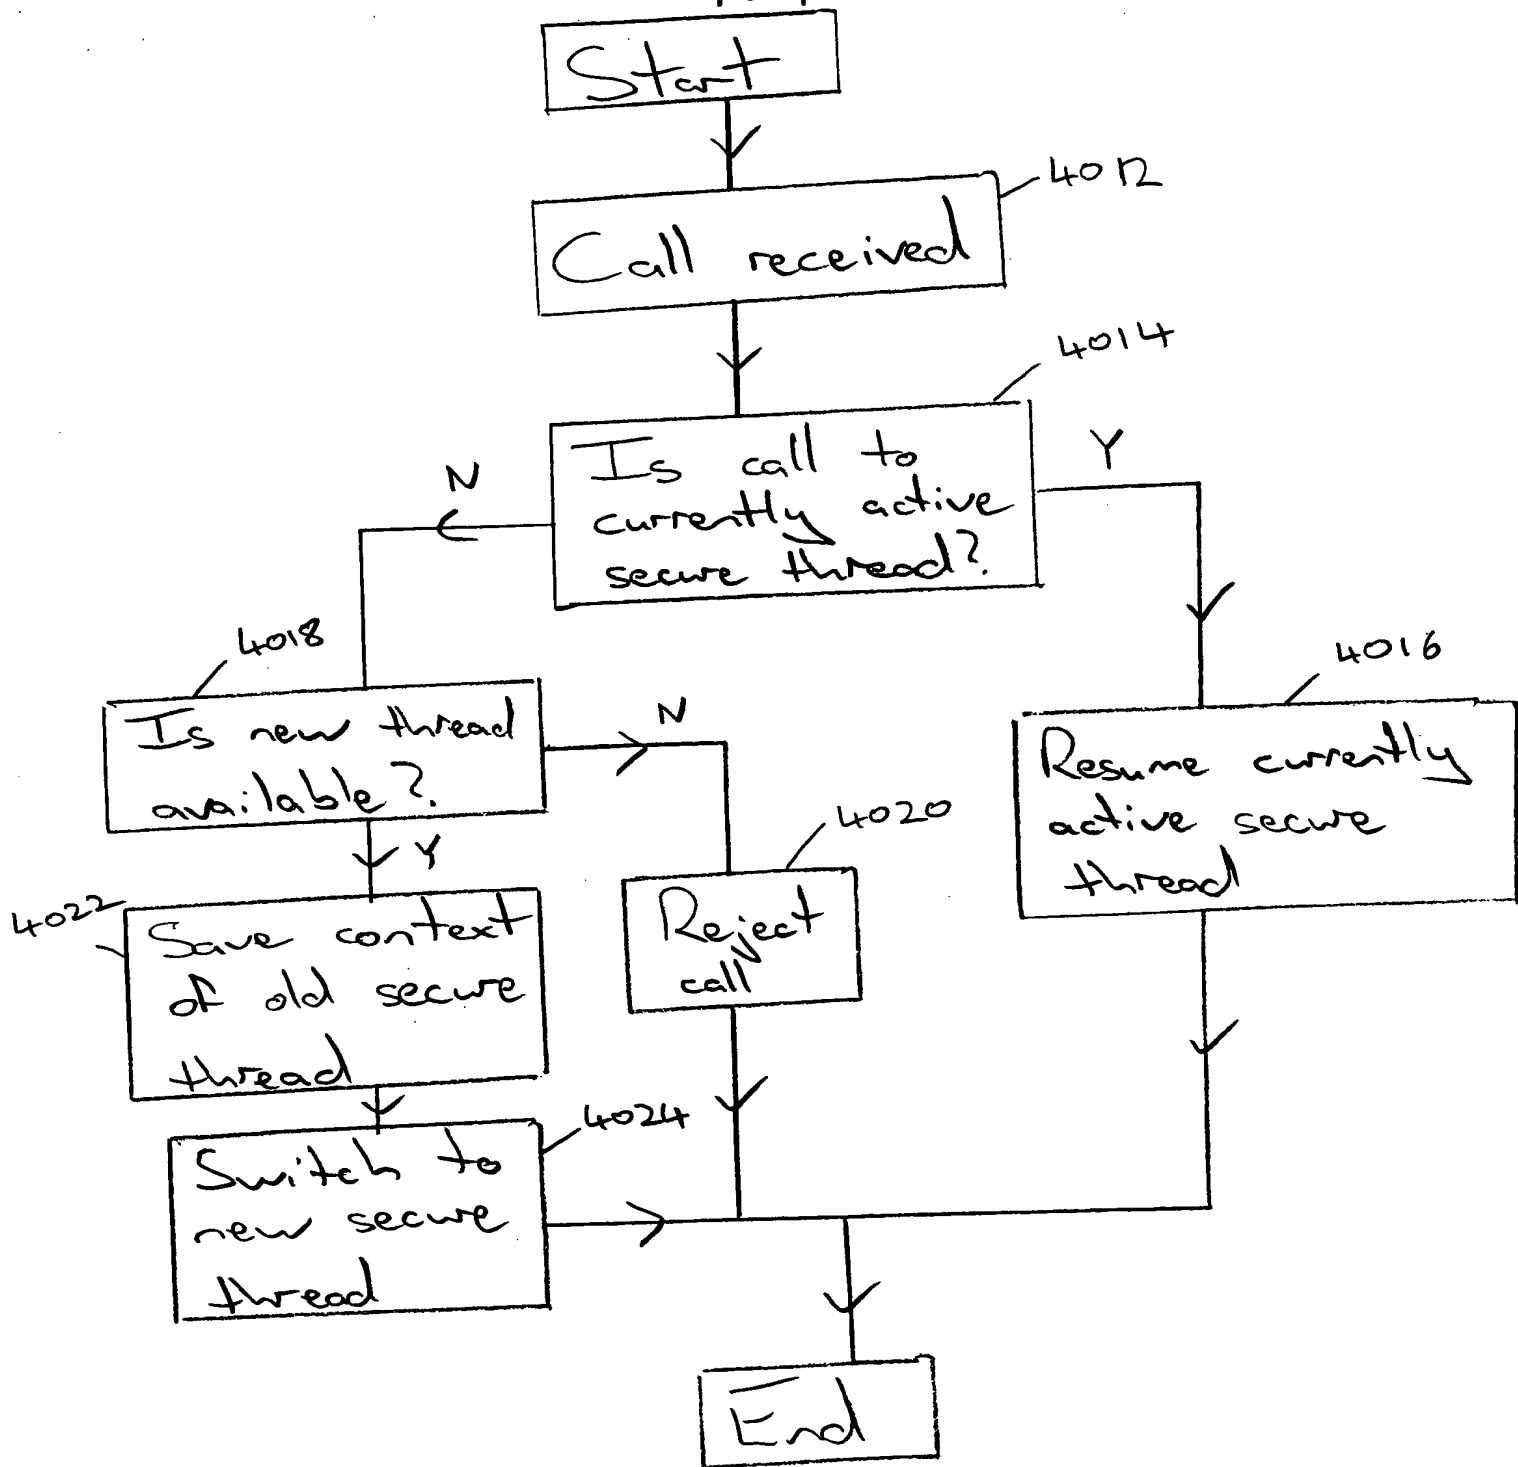 Start
4012
Call received
4014
Is call to
currently active
secure thread?
N
Y
4018
Is new thread
available?
N
Y
4016
Resume currently
active secure
thread
4020
Reject
call
4022
Save context
of old secure
thread
4024
Switch to
new secure
thread
End